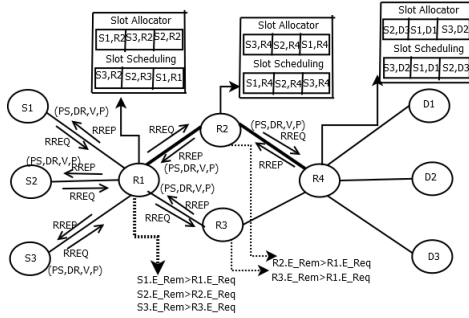 Slot Allocator
S1,R2 S3,R2 S2,R2
Slot Scheduling
S3,R2 S2,R3 S1,R1
Slot Allocator
S3,R4 S2,R4 S1,R4
Slot Scheduling
S1,R4 S2,R4 S3,R4
Slot Allocator
S2,D3 S1,D1 S3,D2
Slot Scheduling
S3,D2 S1,D1 S2,D3
S1
(PS,DR,V,P)
RREP
RREQ
RREQ
R2
(PS,DR,V,P)
RREQ
RREP
D1
(PS,DR,V,P)
RREP
(PS,DR,V,P)
S2
RREP
RREQ
R1
(PS,DR,V,P)
R4
D2
RREP
RREQ
R3
S3
RREP
RREQ
(PS,DR,V,P)
D3
S1.E_Rem>R1.E_Req
S2.E_Rem>R2.E_Req
S3.E_Rem>R3.E_Req
R2.E_Rem>R1.E_Req
R3.E_Rem>R1.E_Req